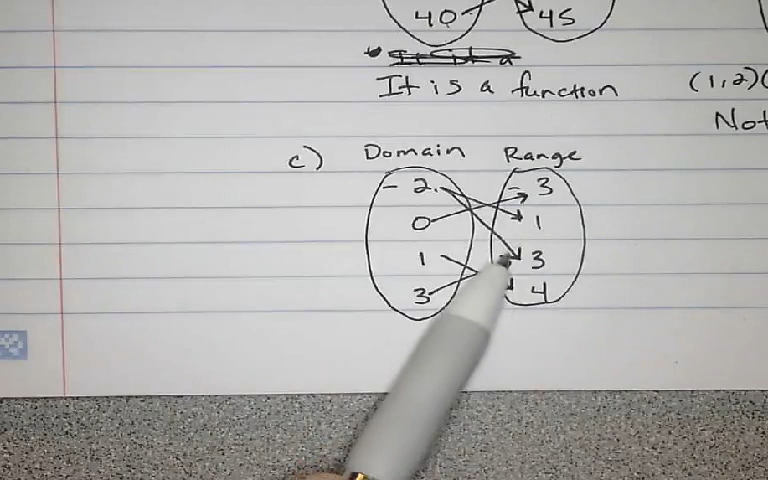 40 45
It is a function
(1,2)(
Not
c) Domain Range
-2 -3
0 1
1 3
3 4